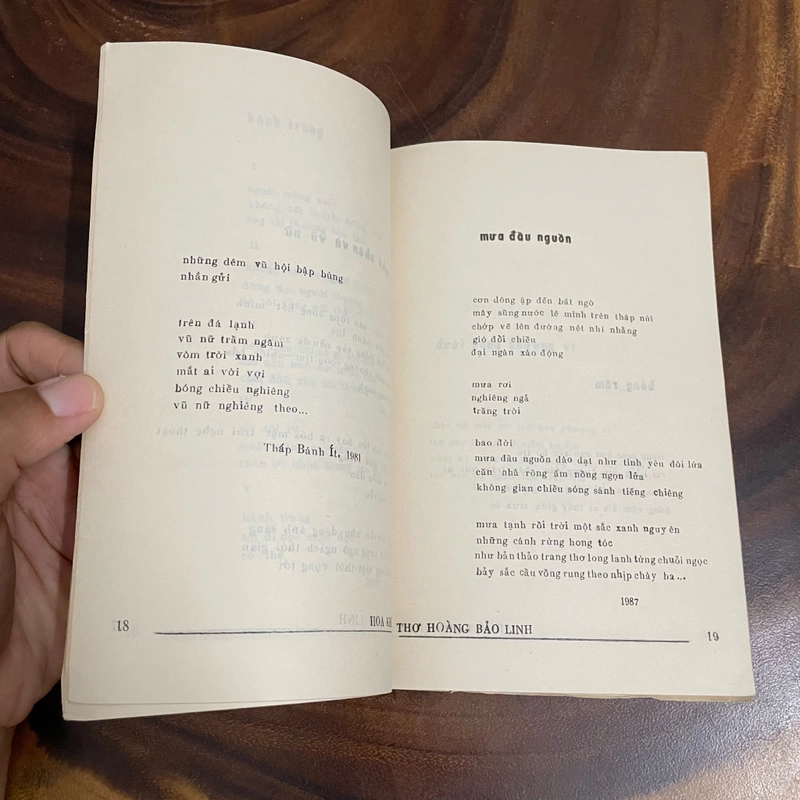 những đêm vũ hội bập bùng
nhắn gửi
trên đá lạnh
vũ nữ trầm ngâm
vòm trời xanh
mắt ai vời vợi
bóng chiều nghiêng
vũ nữ nghiêng theo...
Tháp Bánh Ít, 1981
18
HOA
mưa đầu nguồn
con dông ập đến bất ngờ
mây sũng nước lê mình trên tháp núi
chớp vẽ lên đường nét nhì nhằng
gió đổi chiều
đại ngàn xáo động
mưa rơi
nghiêng ngả
trăng trời
bao đời
mưa đầu nguồn dào dạt như tình yêu đôi lứa
căn nhà rông ấm nồng ngọn lửa
không gian chiều sóng sánh tiếng chiêng
mưa tạnh rồi trời một sắc xanh nguyên
những cánh rừng hong tóc
như bản thảo trang thơ long lanh từng chuỗi ngọc
bảy sắc cầu vồng rung theo nhịp chày ba...
1987
THƠ HOÀNG BẢO LINH
19